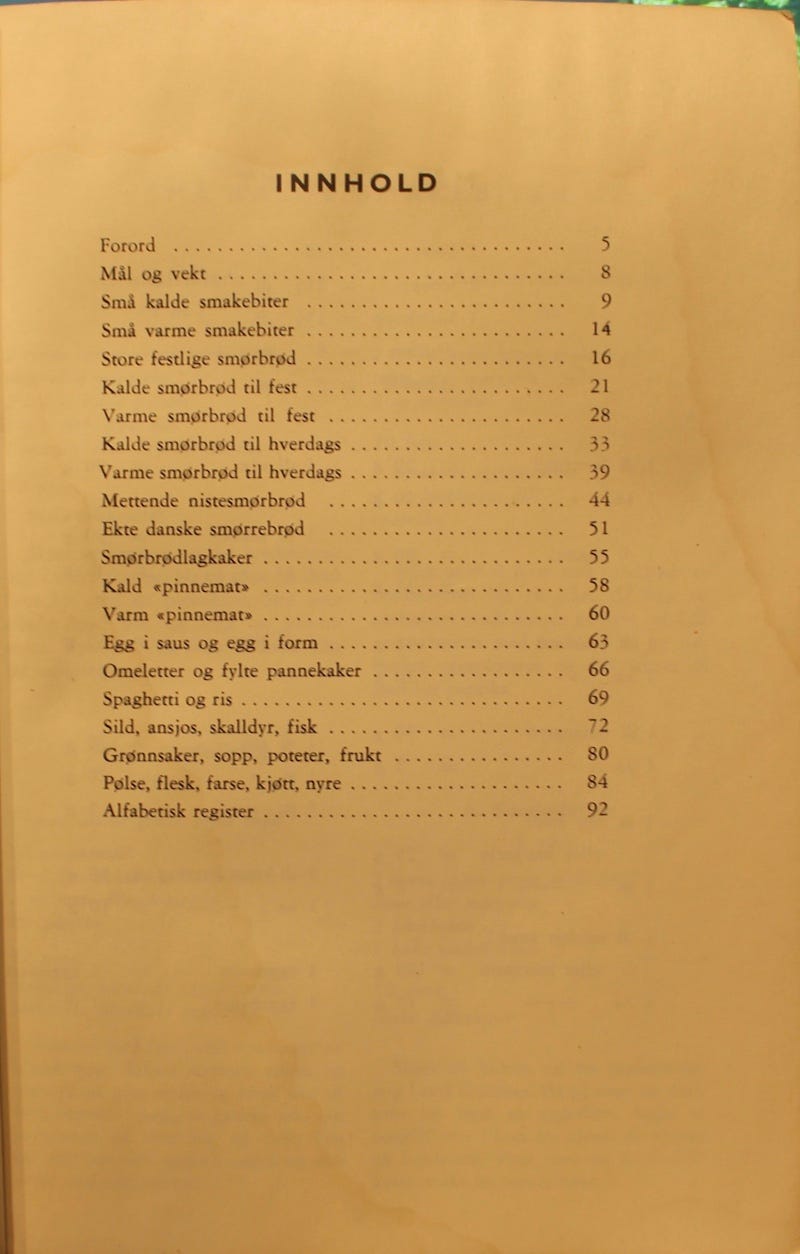 INNHOLD
Forord . . . . . . . . . . . . . . . . . . . . . . . . . . . . . . . . . . . . 5
Mål og vekt . . . . . . . . . . . . . . . . . . . . . . . . . . . . . . . . 8
Små kalde smakebiter . . . . . . . . . . . . . . . . . . . . . . . . 9
Små varme smakebiter . . . . . . . . . . . . . . . . . . . . . . . . 14
Store festlige smørbrød . . . . . . . . . . . . . . . . . . . . . . . . 16
Kalde smørbrød til fest . . . . . . . . . . . . . . . . . . . . . . . . 21
Varme smørbrød til fest . . . . . . . . . . . . . . . . . . . . . . 28
Kalde smørbrød til hverdags . . . . . . . . . . . . . . . . . . . . 33
Varme smørbrød til hverdags . . . . . . . . . . . . . . . . . . . . 39
Mettende nistesmørbrød . . . . . . . . . . . . . . . . . . . . . . 44
Ekte danske smørrebrød . . . . . . . . . . . . . . . . . . . . . . 51
Smørbrødlagkaker . . . . . . . . . . . . . . . . . . . . . . . . . . . . 55
Kald «pinnemat» . . . . . . . . . . . . . . . . . . . . . . . . . . . . 58
Varm «pinnemat» . . . . . . . . . . . . . . . . . . . . . . . . . . . . 60
Egg i saus og egg i form . . . . . . . . . . . . . . . . . . . . . . 63
Omeletter og fylte pannekaker . . . . . . . . . . . . . . . . . . 66
Spaghetti og ris . . . . . . . . . . . . . . . . . . . . . . . . . . . . . . 69
Sild, ansjos, skalldyr, fisk . . . . . . . . . . . . . . . . . . . . . . 72
Grønnsaker, sopp, poteter, frukt . . . . . . . . . . . . . . . . 80
Pølse, flesk, farse, kjøtt, nyre . . . . . . . . . . . . . . . . . . . . 84
Alfabetisk register . . . . . . . . . . . . . . . . . . . . . . . . . . . . 92